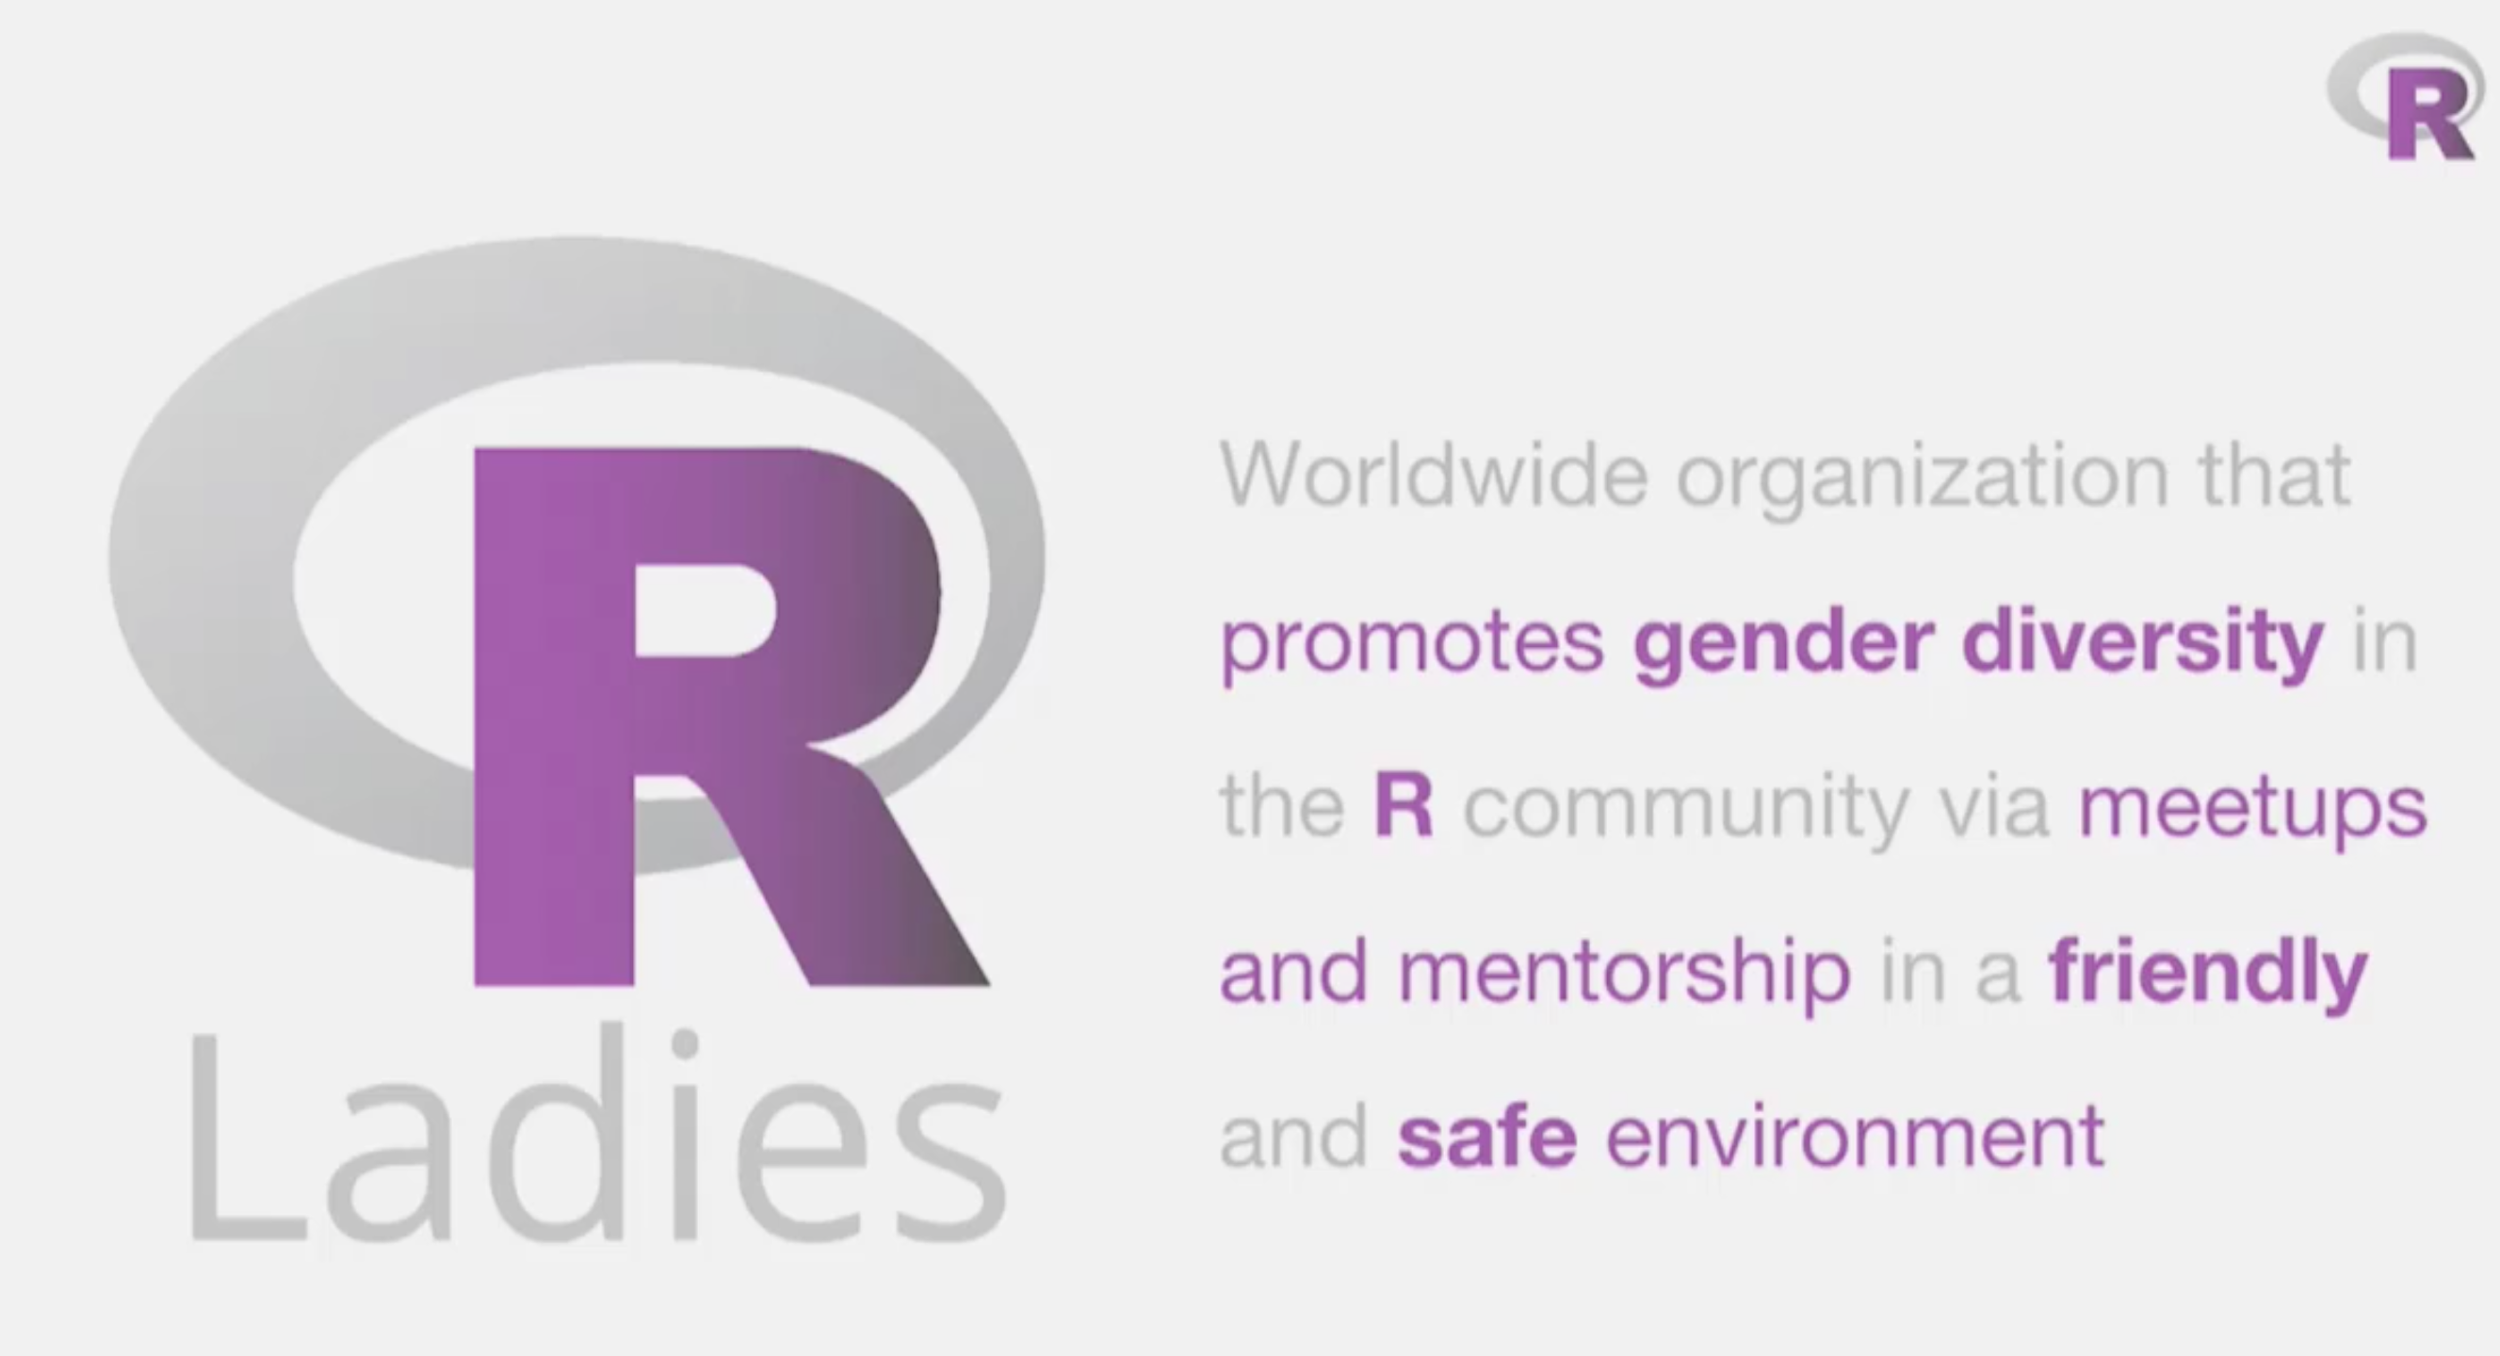 R
R
Ladies
Worldwide organization that
promotes gender diversity in
the R community via meetups
and mentorship in a friendly
and safe environment